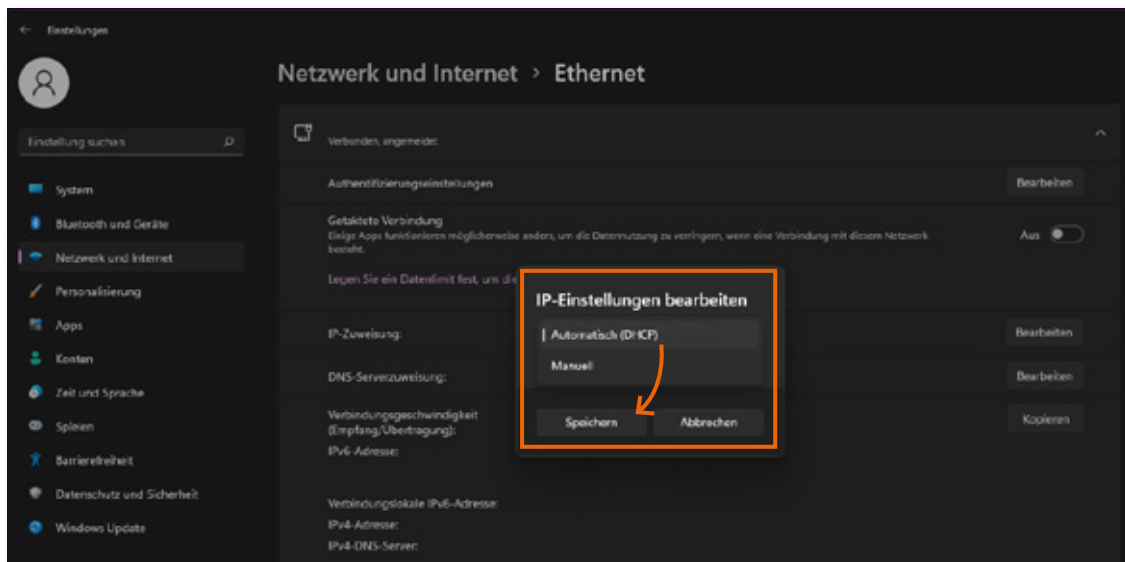 Einstellungen
Netzwerk und Internet > Ethernet
Einstellung suchen
Verbunden, angemeldet
System
Authentifizierungseinstellungen
Bearbeiten
Bluetooth und Geräte
Getaktete Verbindung
Einige Apps funktionieren möglicherweise anders, um die Datennutzung zu verringern, wenn eine Verbindung mit diesem Netzwerk
besteht.
Aus
Netzwerk und Internet
Legen Sie ein Datenlimit fest, um die
Personalisierung
IP-Einstellungen bearbeiten
Apps
IP-Zuweisung:
Automatisch (DHCP)
Bearbeiten
Konten
Manuell
DNS-Serverzuweisung:
Bearbeiten
Zeit und Sprache
Verbindungsgeschwindigkeit
(Empfang/Übertragung):
Speichern
Abbrechen
Kopieren
Spielen
IPv6-Adresse:
Barrierefreiheit
Datenschutz und Sicherheit
Verbindungslokale IPv6-Adresse:
Windows Update
IPv4-Adresse:
IPv4-DNS-Server: